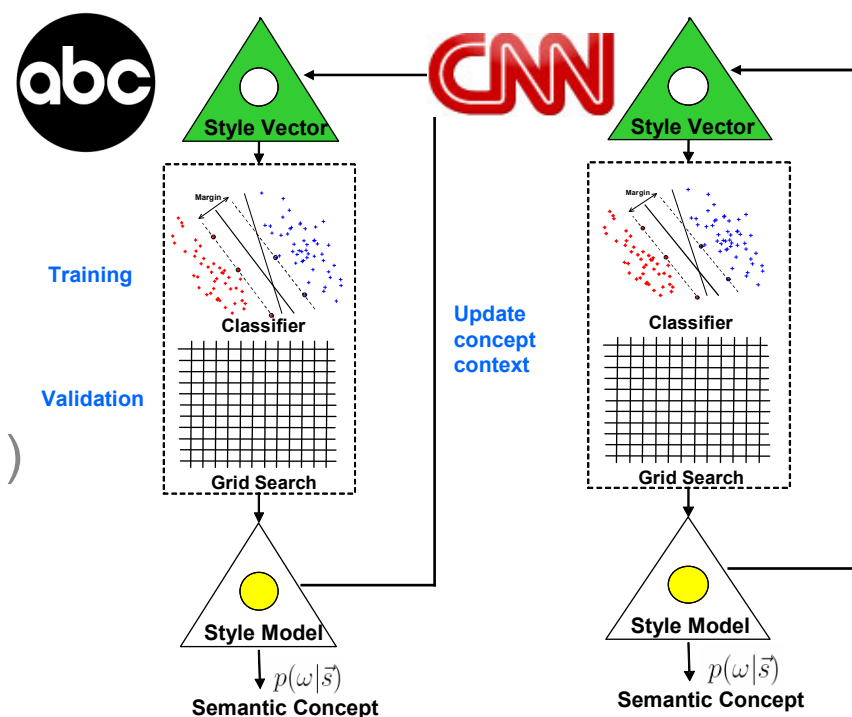 abc
CNN
Style Vector
Style Vector
Margin
Margin
Training
Classifier
Classifier
Update
concept
context
Validation
)
Grid Search
Grid Search
Style Model
Style Model
p(ω|s⃗)
p(ω|s⃗)
Semantic Concept
Semantic Concept